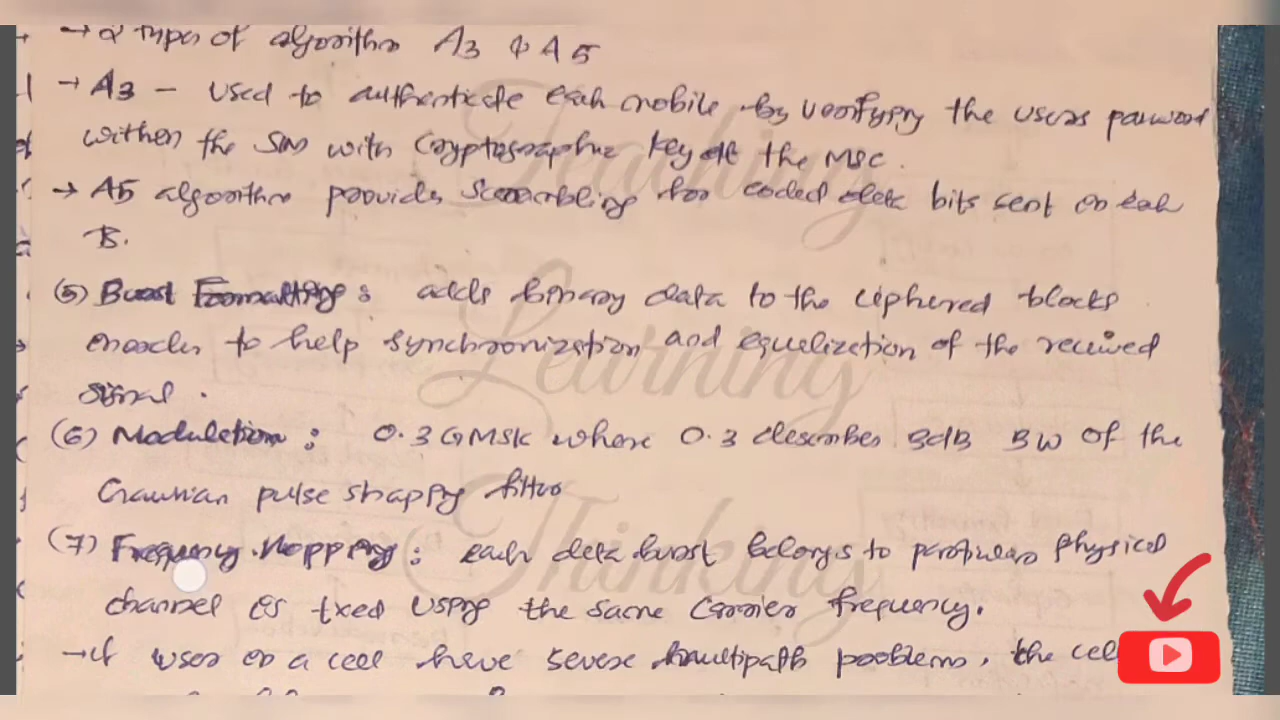 → 2 types of algorithm A3 & A5
→ A3 – used to authenticate each mobile by verifying the users password
within the SIM with Cryptographic key at the MSC.
→ A5 algorithm provides scrambling for coded data bits sent on each
B.
(5) Burst Formatting : adds binary data to the ciphered blocks
to help synchronization and equalization of the received
signal.
(6) Modulation : 0.3 GMSK where 0.3 describes 3dB BW of the
Gaussian pulse shaping filter
(7) Frequency Hopping : each data burst belongs to particular physical
channel is txed using the same carrier frequency.
→ if user on a cell have severe multipath problems, the cel
Teaching
Learning
Thinking